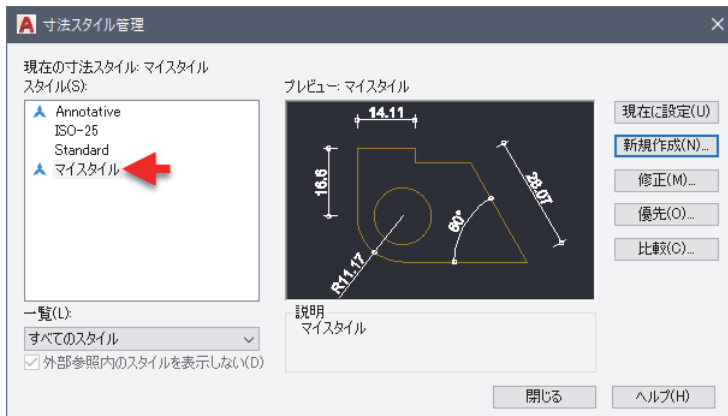 寸法スタイル管理
現在の寸法スタイル: マイスタイル
スタイル(S):
Annotative
ISO-25
Standard
マイスタイル
一覧(L):
すべてのスタイル
外部参照内のスタイルを表示しない(D)
プレビュー: マイスタイル
14.11
16.6
28.07
60°
R11.17
説明
マイスタイル
現在に設定(U)
新規作成(N)...
修正(M)...
優先(O)...
比較(C)...
閉じる
ヘルプ(H)